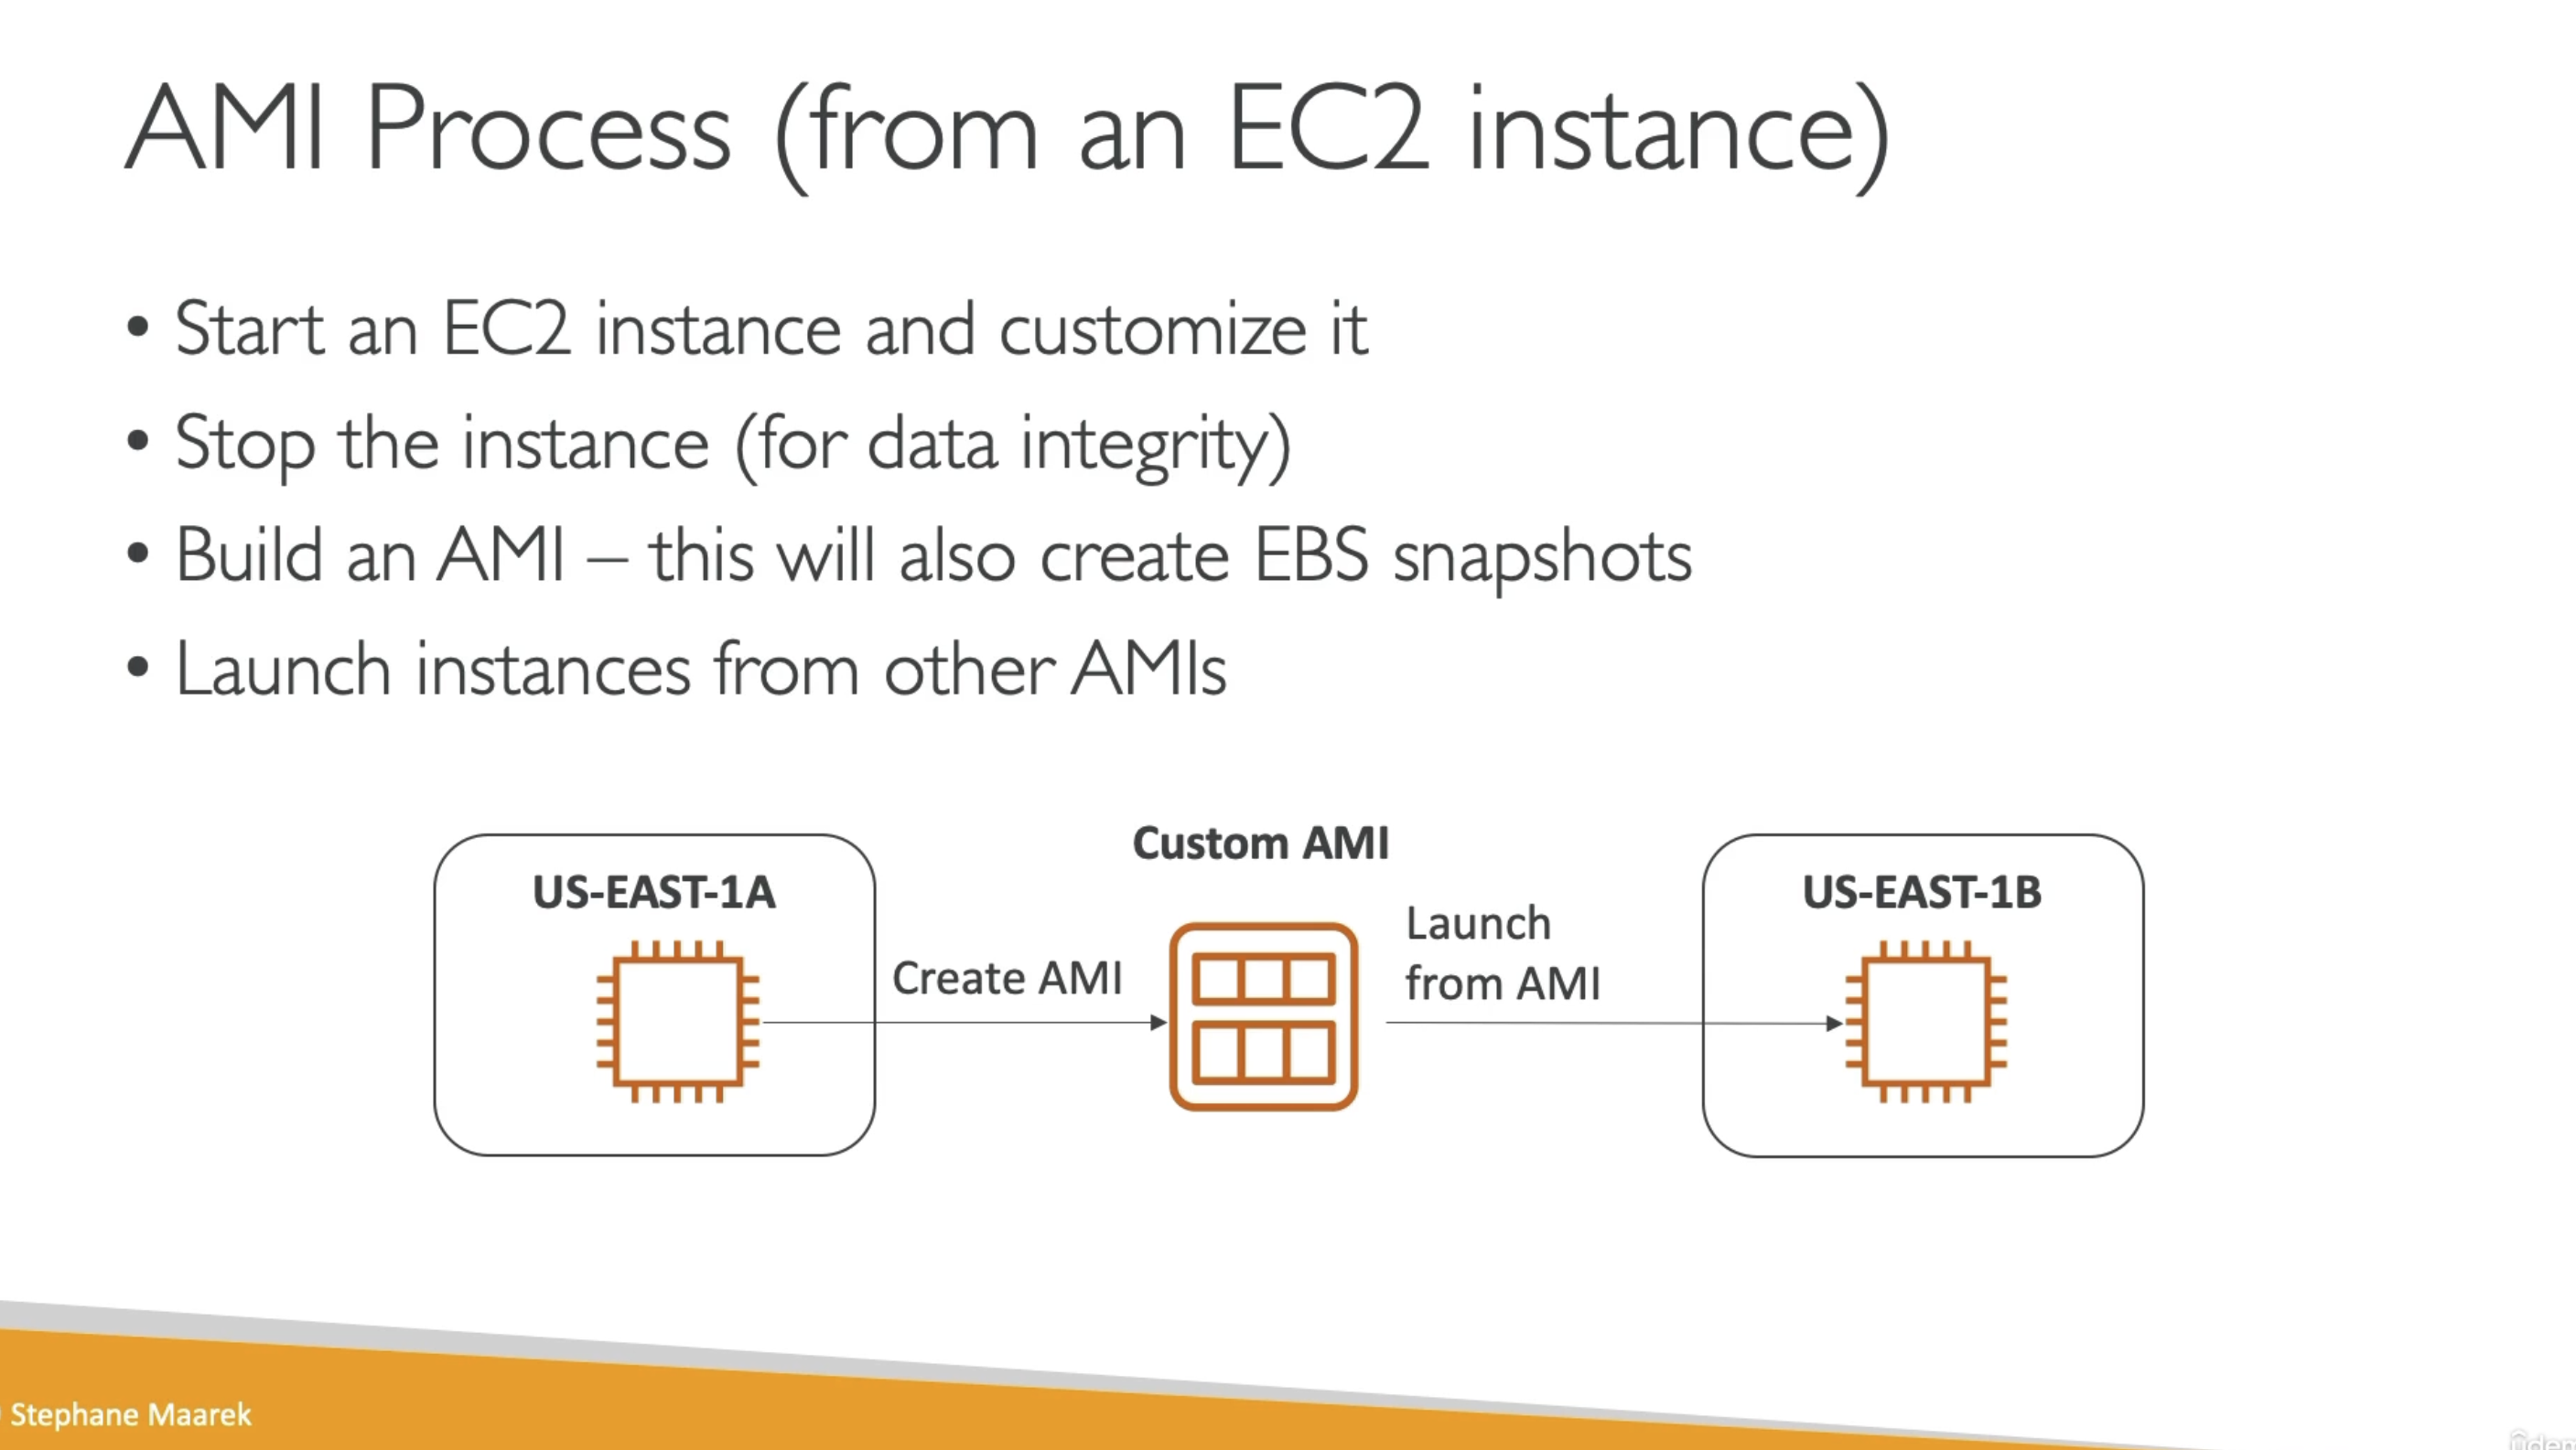 AMI Process (from an EC2 instance)
• Start an EC2 instance and customize it
• Stop the instance (for data integrity)
• Build an AMI – this will also create EBS snapshots
• Launch instances from other AMIs
US-EAST-1A
Create AMI
Custom AMI
Launch
from AMI
US-EAST-1B
Stephane Maarek